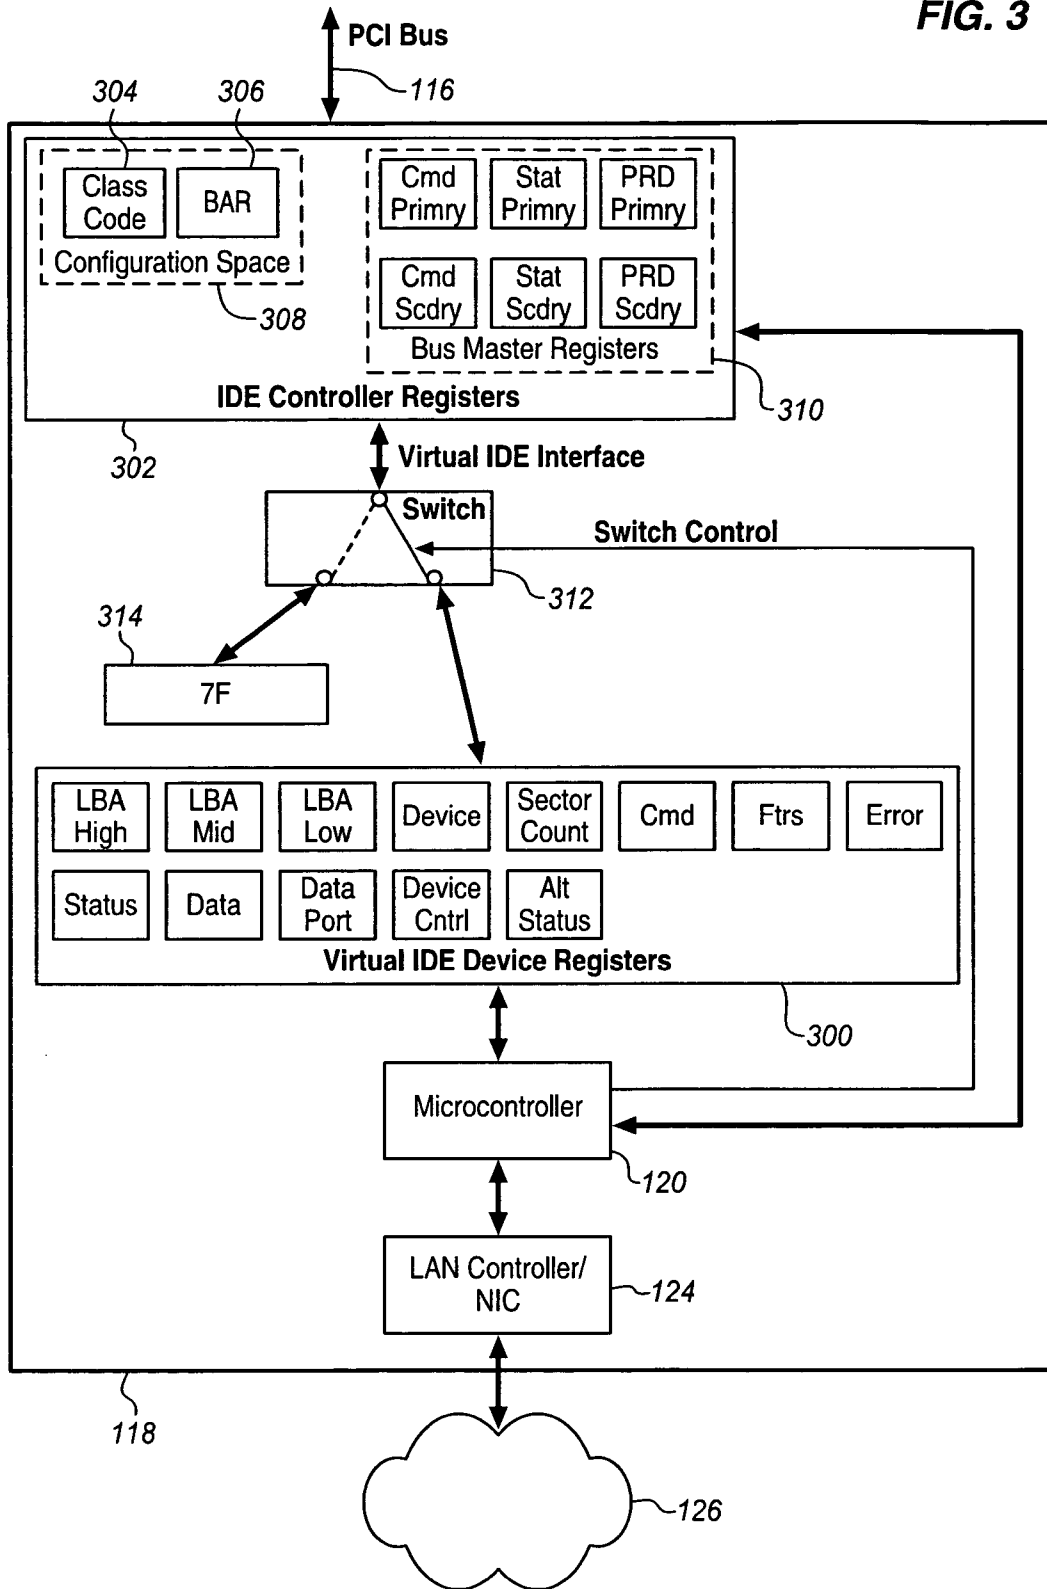 FIG. 3
PCI Bus
116
304
306
Class
Code
BAR
Configuration Space
308
Cmd
Primry
Stat
Primry
PRD
Primry
Cmd
Scdry
Stat
Scdry
PRD
Scdry
Bus Master Registers
310
IDE Controller Registers
302
Virtual IDE Interface
Switch
Switch Control
312
314
7F
LBA
High
LBA
Mid
LBA
Low
Device
Sector
Count
Cmd
Ftrs
Error
Status
Data
Data
Port
Device
Cntrl
Alt
Status
Virtual IDE Device Registers
300
Microcontroller
120
LAN Controller/
NIC
124
118
126